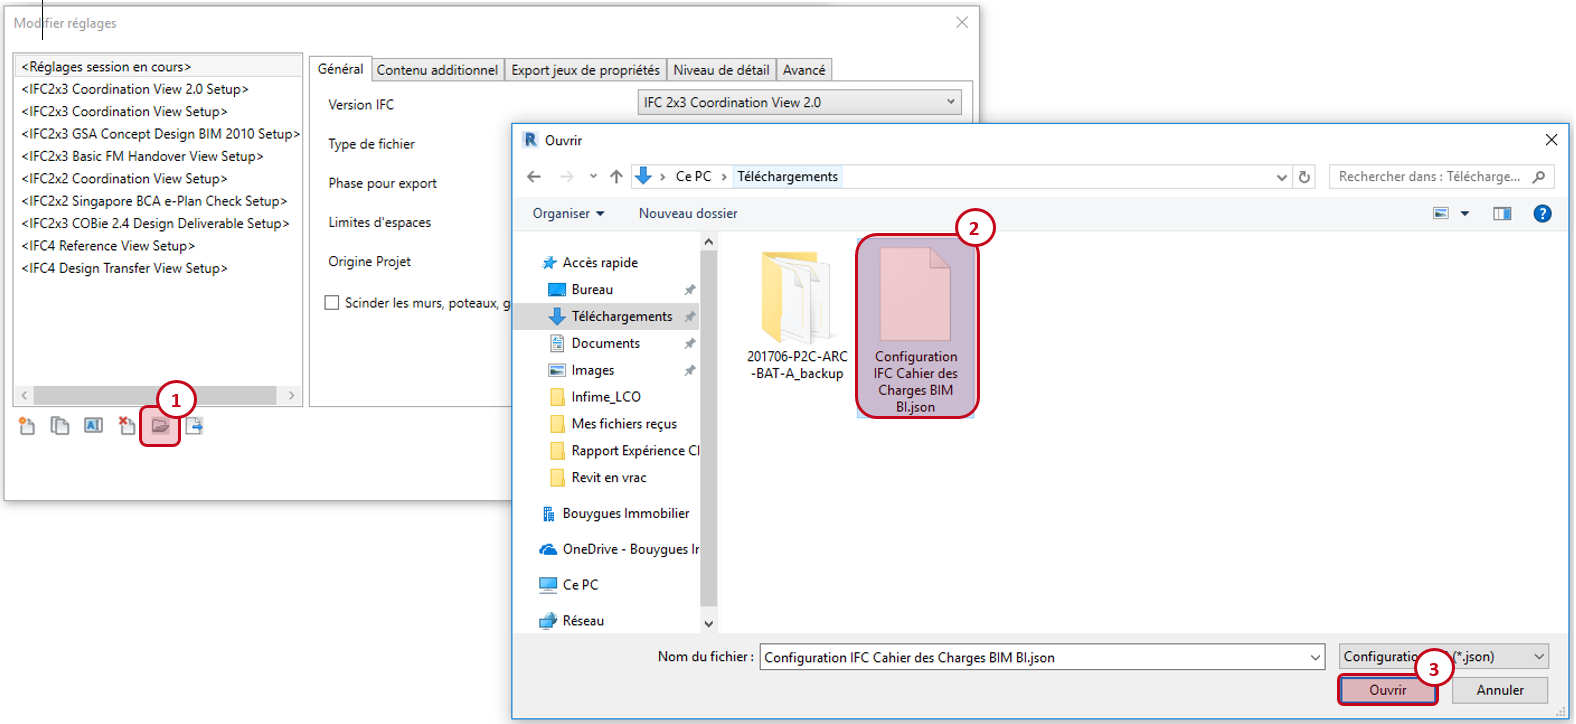 Modifier réglages
<Réglages session en cours>
<IFC2x3 Coordination View 2.0 Setup>
<IFC2x3 Coordination View Setup>
<IFC2x3 GSA Concept Design BIM 2010 Setup>
<IFC2x3 Basic FM Handover View Setup>
<IFC2x2 Coordination View Setup>
<IFC2x2 Singapore BCA e-Plan Check Setup>
<IFC2x3 COBie 2.4 Design Deliverable Setup>
<IFC4 Reference View Setup>
<IFC4 Design Transfer View Setup>
1
Général
Contenu additionnel
Export jeux de propriétés
Niveau de détail
Avancé
Version IFC
IFC 2x3 Coordination View 2.0
Type de fichier
Phase pour export
Limites d'espaces
Origine Projet
Scinder les murs, poteaux, g
Ouvrir
Ce PC
Téléchargements
Rechercher dans : Télécharge...
Organiser
Nouveau dossier
Accès rapide
Bureau
Téléchargements
Documents
Images
Infime_LCO
Mes fichiers reçus
Rapport Expérience Cl
Revit en vrac
Bouygues Immobilier
OneDrive - Bouygues Ir
Ce PC
Réseau
201706-P2C-ARC
-BAT-A_backup
2
Configuration
IFC Cahier des
Charges BIM
BI.json
Nom du fichier :
Configuration IFC Cahier des Charges BIM BI.json
Configuratio
(*.json)
3
Ouvrir
Annuler